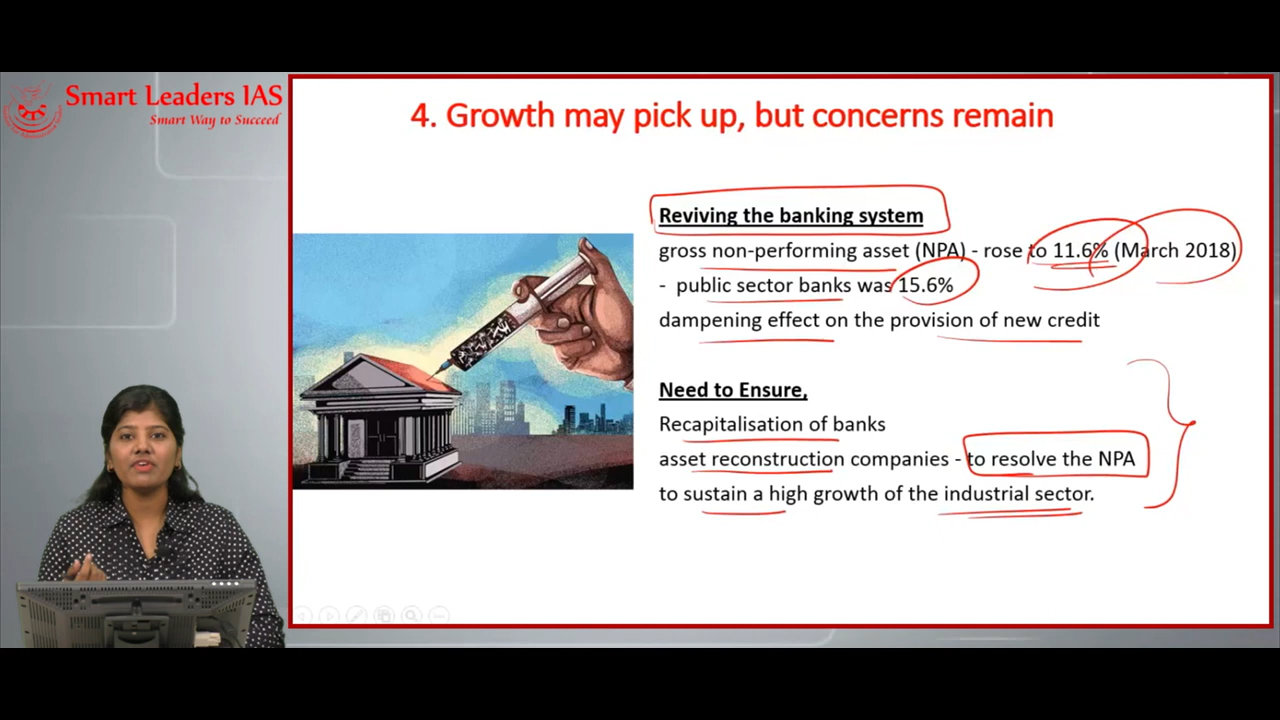 Smart Leaders IAS
Smart Way to Succeed
4. Growth may pick up, but concerns remain
Reviving the banking system
gross non-performing asset (NPA) - rose to 11.6% (March 2018)
- public sector banks was 15.6%
dampening effect on the provision of new credit
Need to Ensure,
Recapitalisation of banks
asset reconstruction companies - to resolve the NPA
to sustain a high growth of the industrial sector.